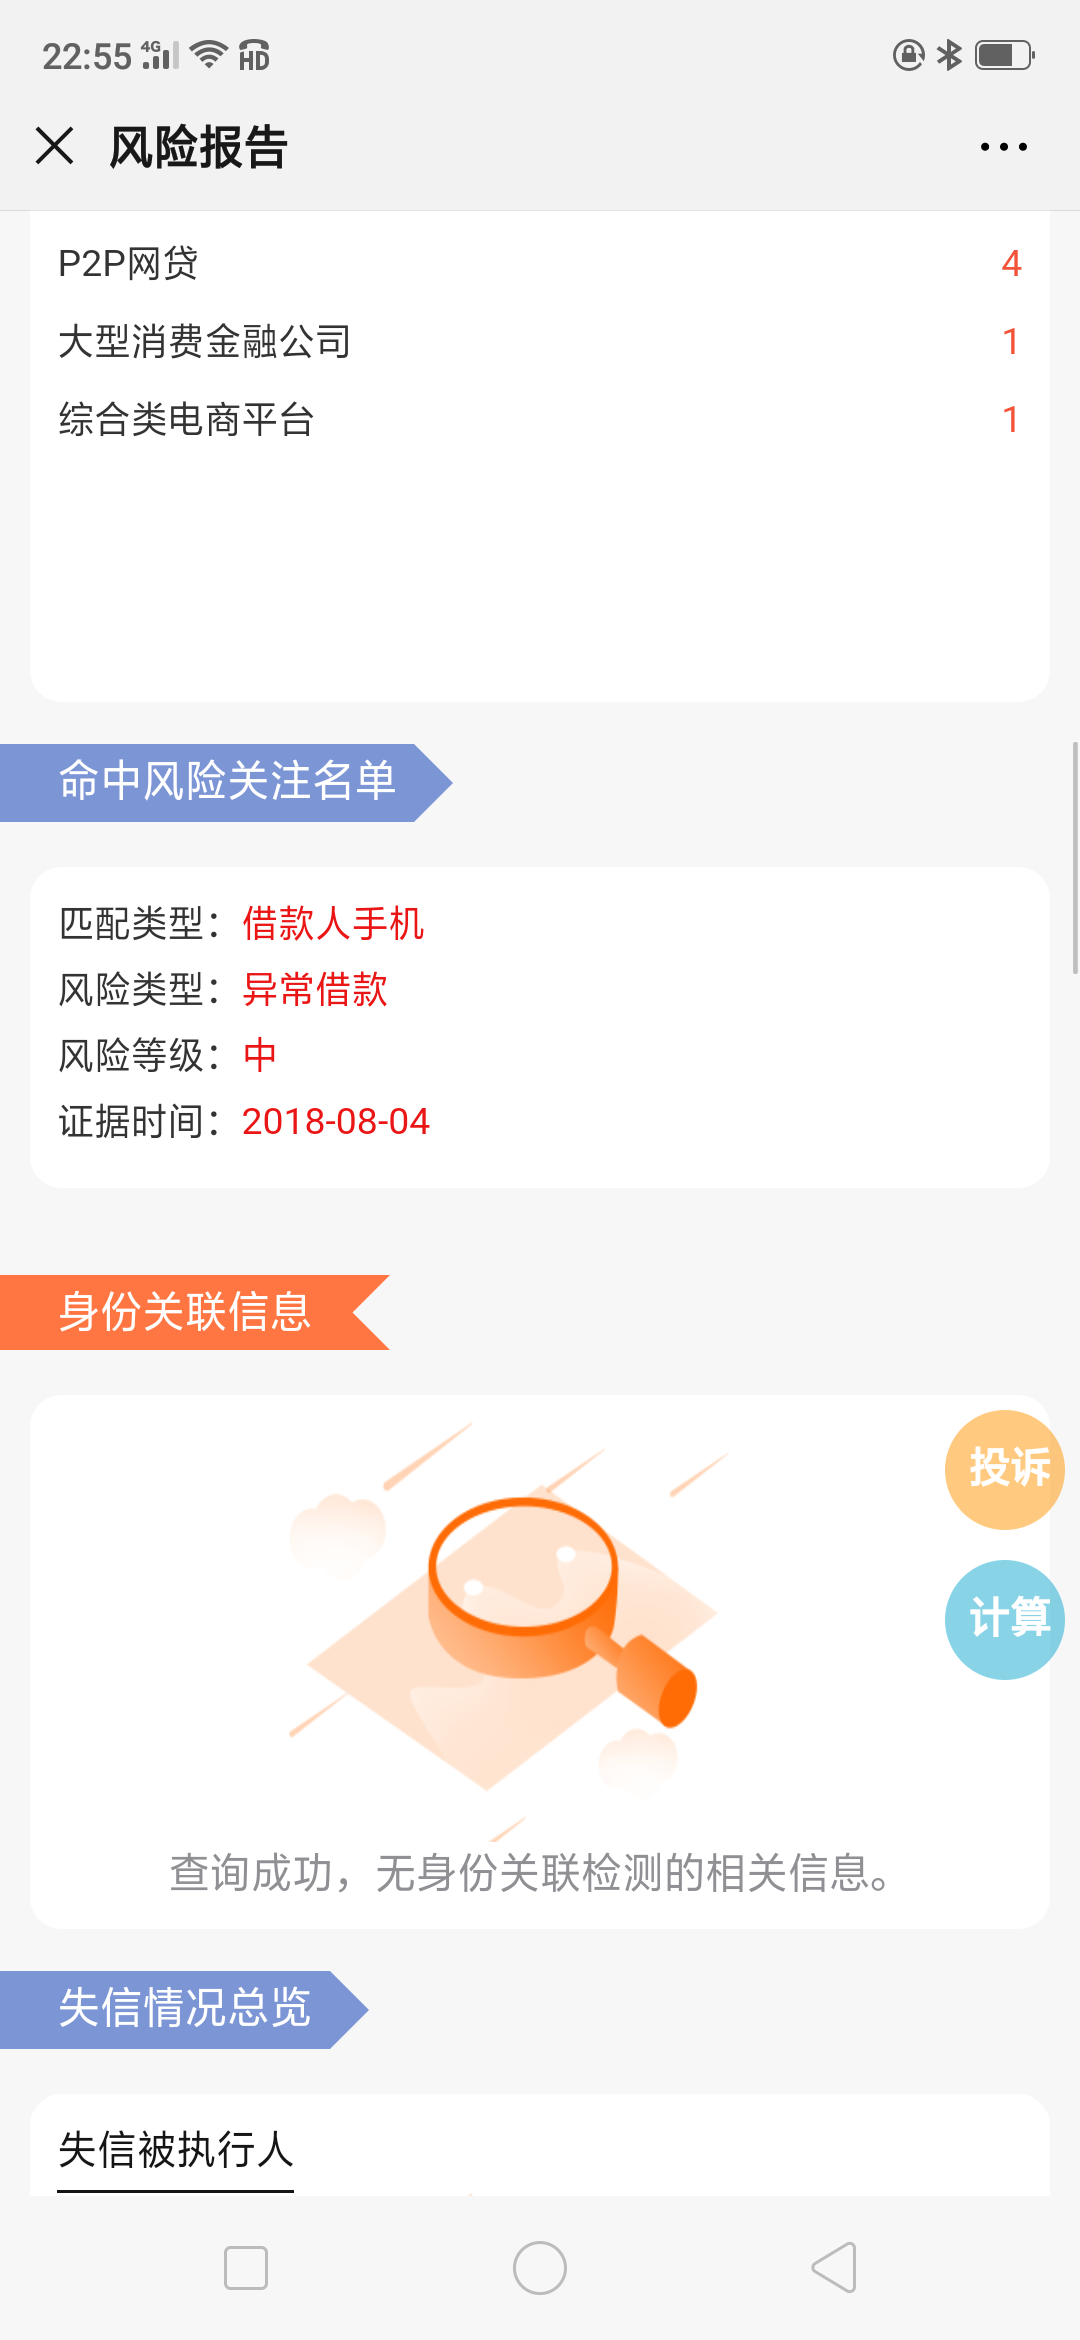 22:55 4G HD
风险报告
P2P网贷 4
大型消费金融公司 1
综合类电商平台 1
命中风险关注名单
匹配类型：借款人手机
风险类型：异常借款
风险等级：中
证据时间：2018-08-04
身份关联信息
投诉
计算
查询成功，无身份关联检测的相关信息。
失信情况总览
失信被执行人